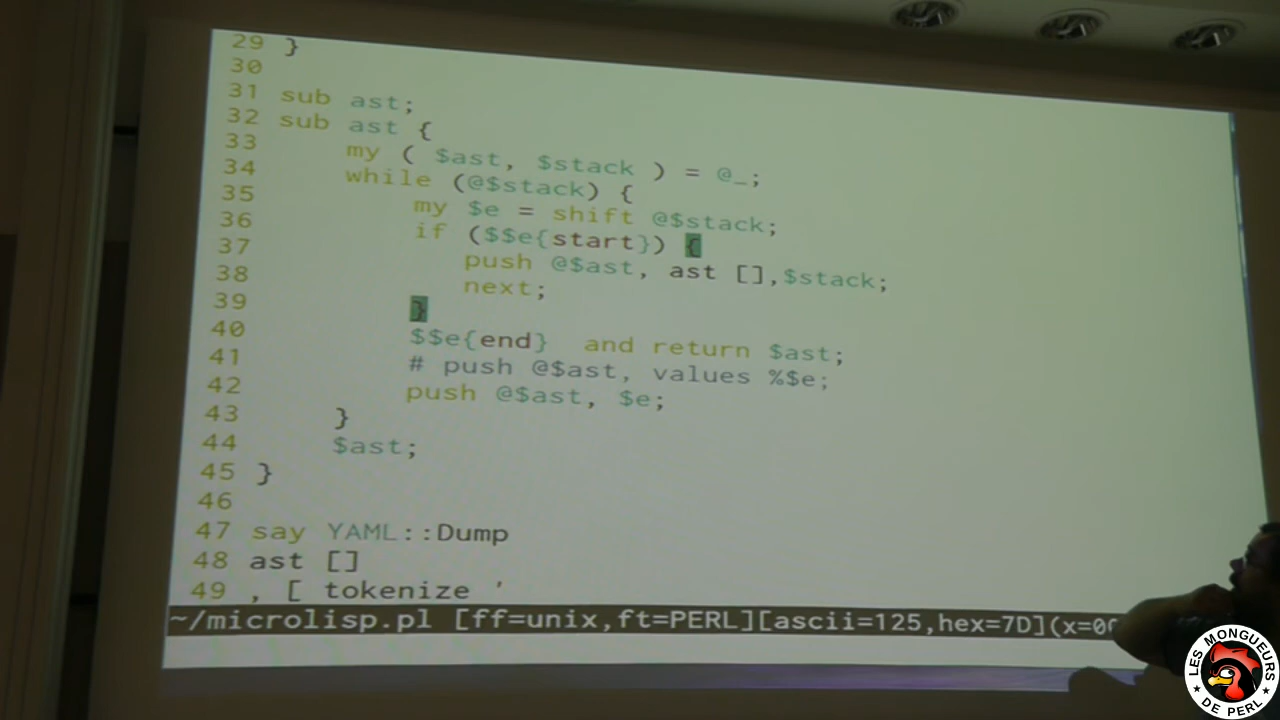 29 }
30
31 sub ast;
32 sub ast {
33 my ( $ast, $stack ) = @_;
34 while (@$stack) {
35 my $e = shift @$stack;
36 if ($$e{start}) {
37 push @$ast, ast [],$stack;
38 next;
39 }
40 $$e{end} and return $ast;
41 # push @$ast, values %$e;
42 push @$ast, $e;
43 }
44 $ast;
45 }
46
47 say YAML::Dump
48 ast []
49 , [ tokenize '
~/microlisp.pl [ff=unix,ft=PERL][ascii=125,hex=7D](x=00
LES MONGUEURS
DE PERL